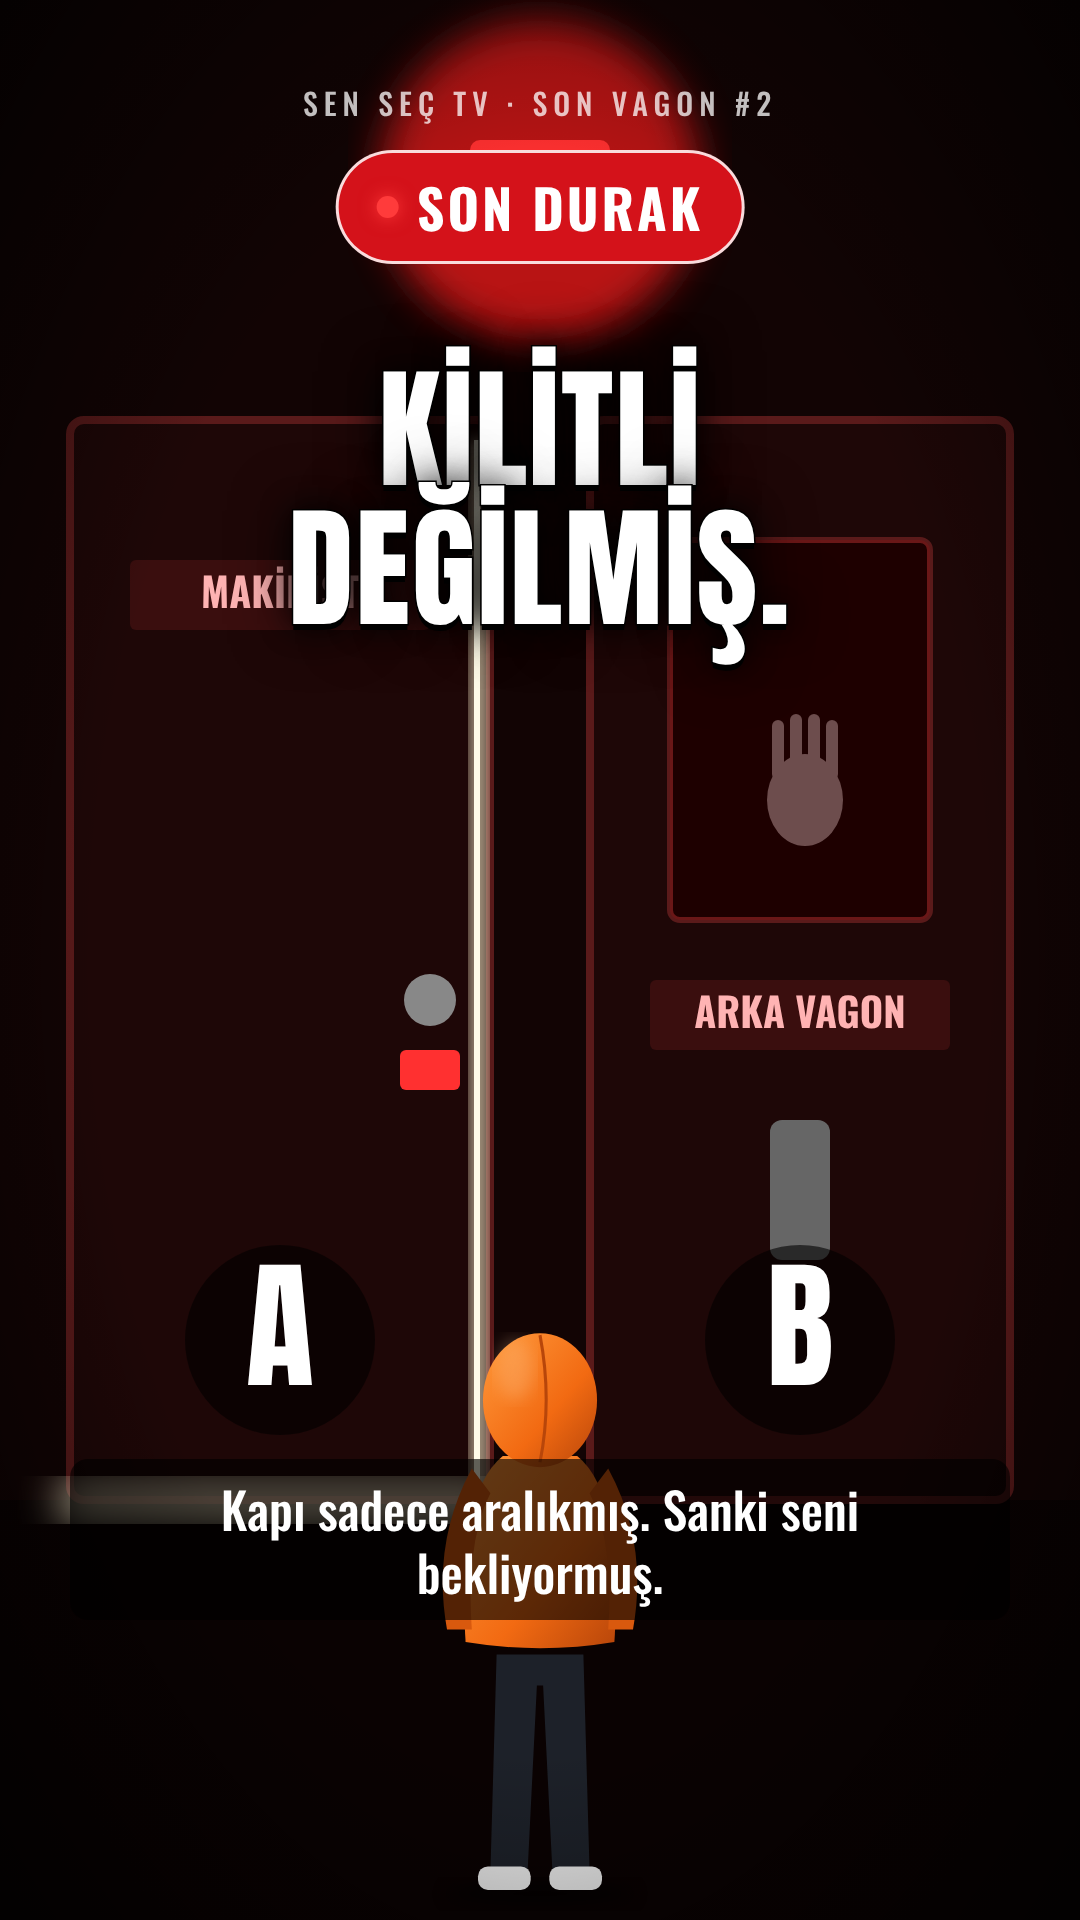 SEN SEÇ TV · SON VAGON #2
SON DURAK
KİLİTLİ
DEĞİLMİŞ.
ARKA VAGON
A
B
Kapı sadece aralıkmış. Sanki seni
bekliyormuş.